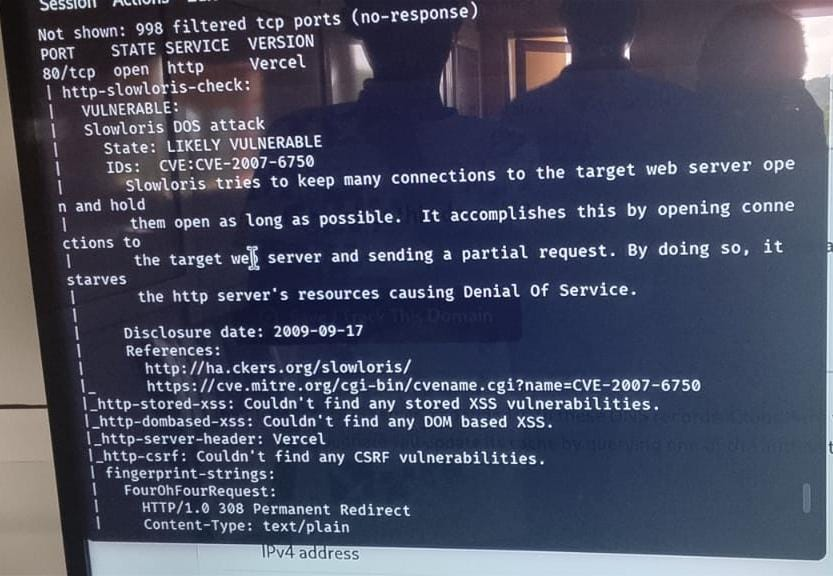 Session Actions
Not shown: 998 filtered tcp ports (no-response)
PORT STATE SERVICE VERSION
80/tcp open http Vercel
| http-slowloris-check:
| VULNERABLE:
| Slowloris DOS attack
| State: LIKELY VULNERABLE
| IDs: CVE:CVE-2007-6750
| Slowloris tries to keep many connections to the target web server ope
n and hold
| them open as long as possible. It accomplishes this by opening conne
ctions to
| the target web server and sending a partial request. By doing so, it
starves
| the http server's resources causing Denial Of Service.
|
| Disclosure date: 2009-09-17
| References:
| http://ha.ckers.org/slowloris/
|_ https://cve.mitre.org/cgi-bin/cvename.cgi?name=CVE-2007-6750
|_http-stored-xss: Couldn't find any stored XSS vulnerabilities.
|_http-dombased-xss: Couldn't find any DOM based XSS.
|_http-server-header: Vercel
|_http-csrf: Couldn't find any CSRF vulnerabilities.
| fingerprint-strings:
| FourOhFourRequest:
| HTTP/1.0 308 Permanent Redirect
| Content-Type: text/plain
IPv4 address